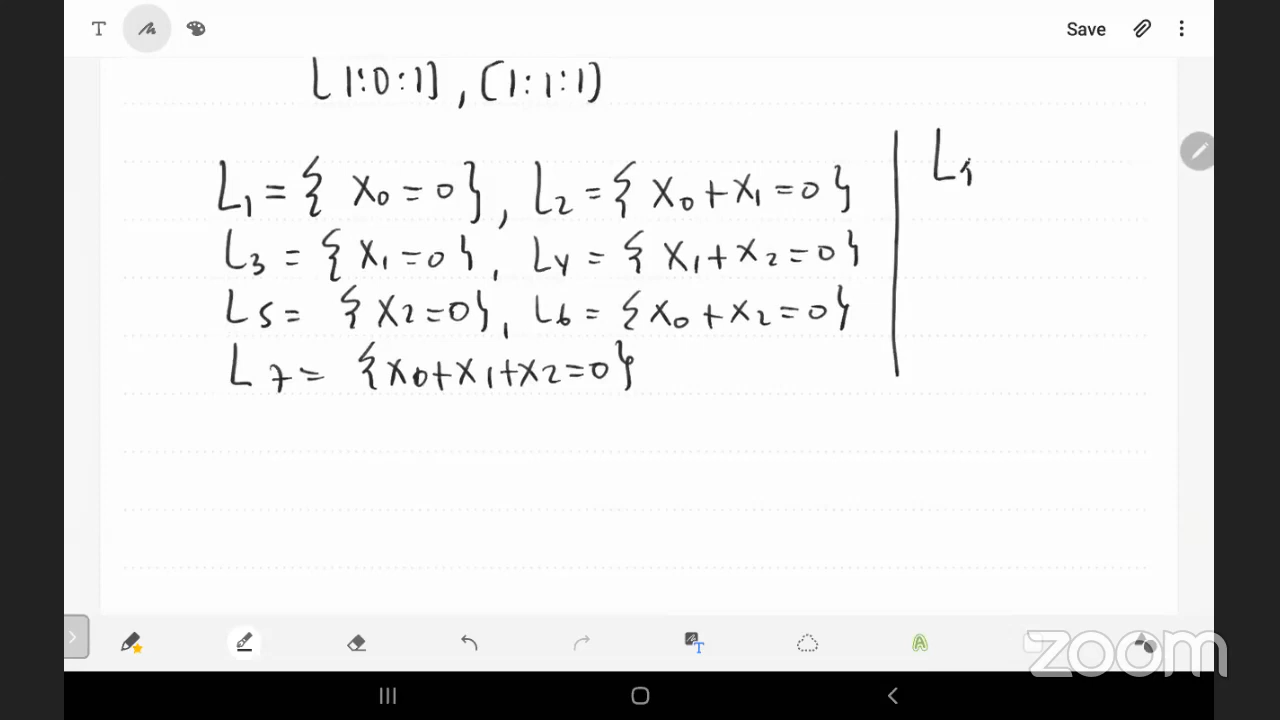 T Save
[1:0:1], [1:1:1]
L₁ = { x₀ = 0 }, L₂ = { x₀ + x₁ = 0 }
L₃ = { x₁ = 0 }, L₄ = { x₁ + x₂ = 0 }
L₅ = { x₂ = 0 }, L₆ = { x₀ + x₂ = 0 }
L₇ = { x₀ + x₁ + x₂ = 0 }
L₁
zoom